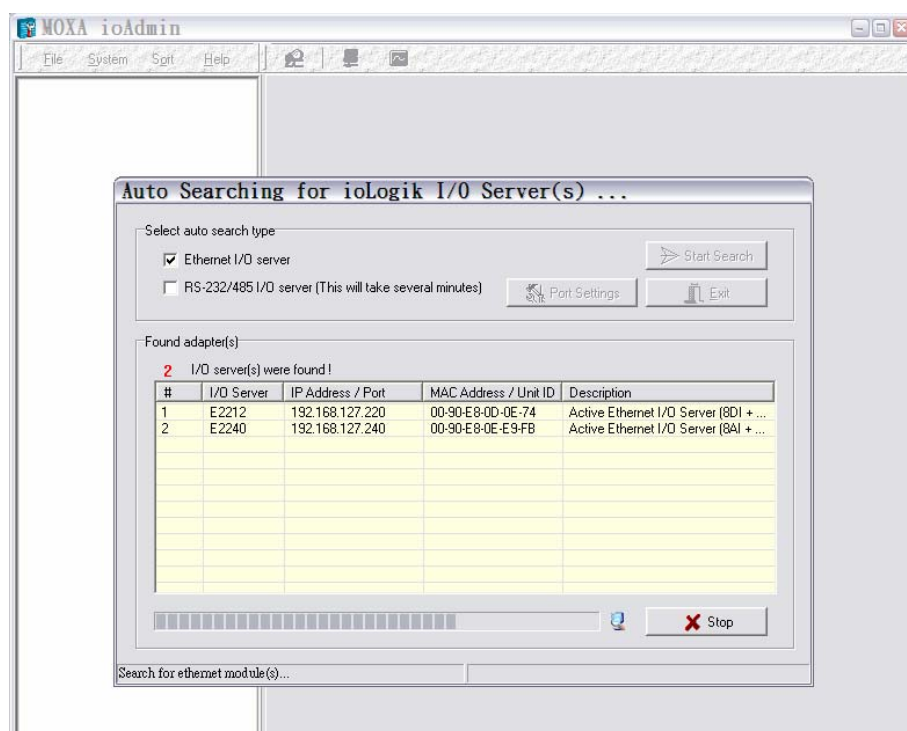 MOXA ioAdmin
File System Sort Help
Auto Searching for ioLogik I/O Server(s) ...
Select auto search type
Ethernet I/O server
Start Search
RS-232/485 I/O server (This will take several minutes)
Port Settings
Exit
Found adapter(s)
2 I/O server(s) were found !
# I/O Server IP Address / Port MAC Address / Unit ID Description
1 E2212 192.168.127.220 00-90-E8-0D-0E-74 Active Ethernet I/O Server (8DI + ...
2 E2240 192.168.127.240 00-90-E8-0E-E9-FB Active Ethernet I/O Server (8AI + ...
Stop
Search for ethernet module(s)...